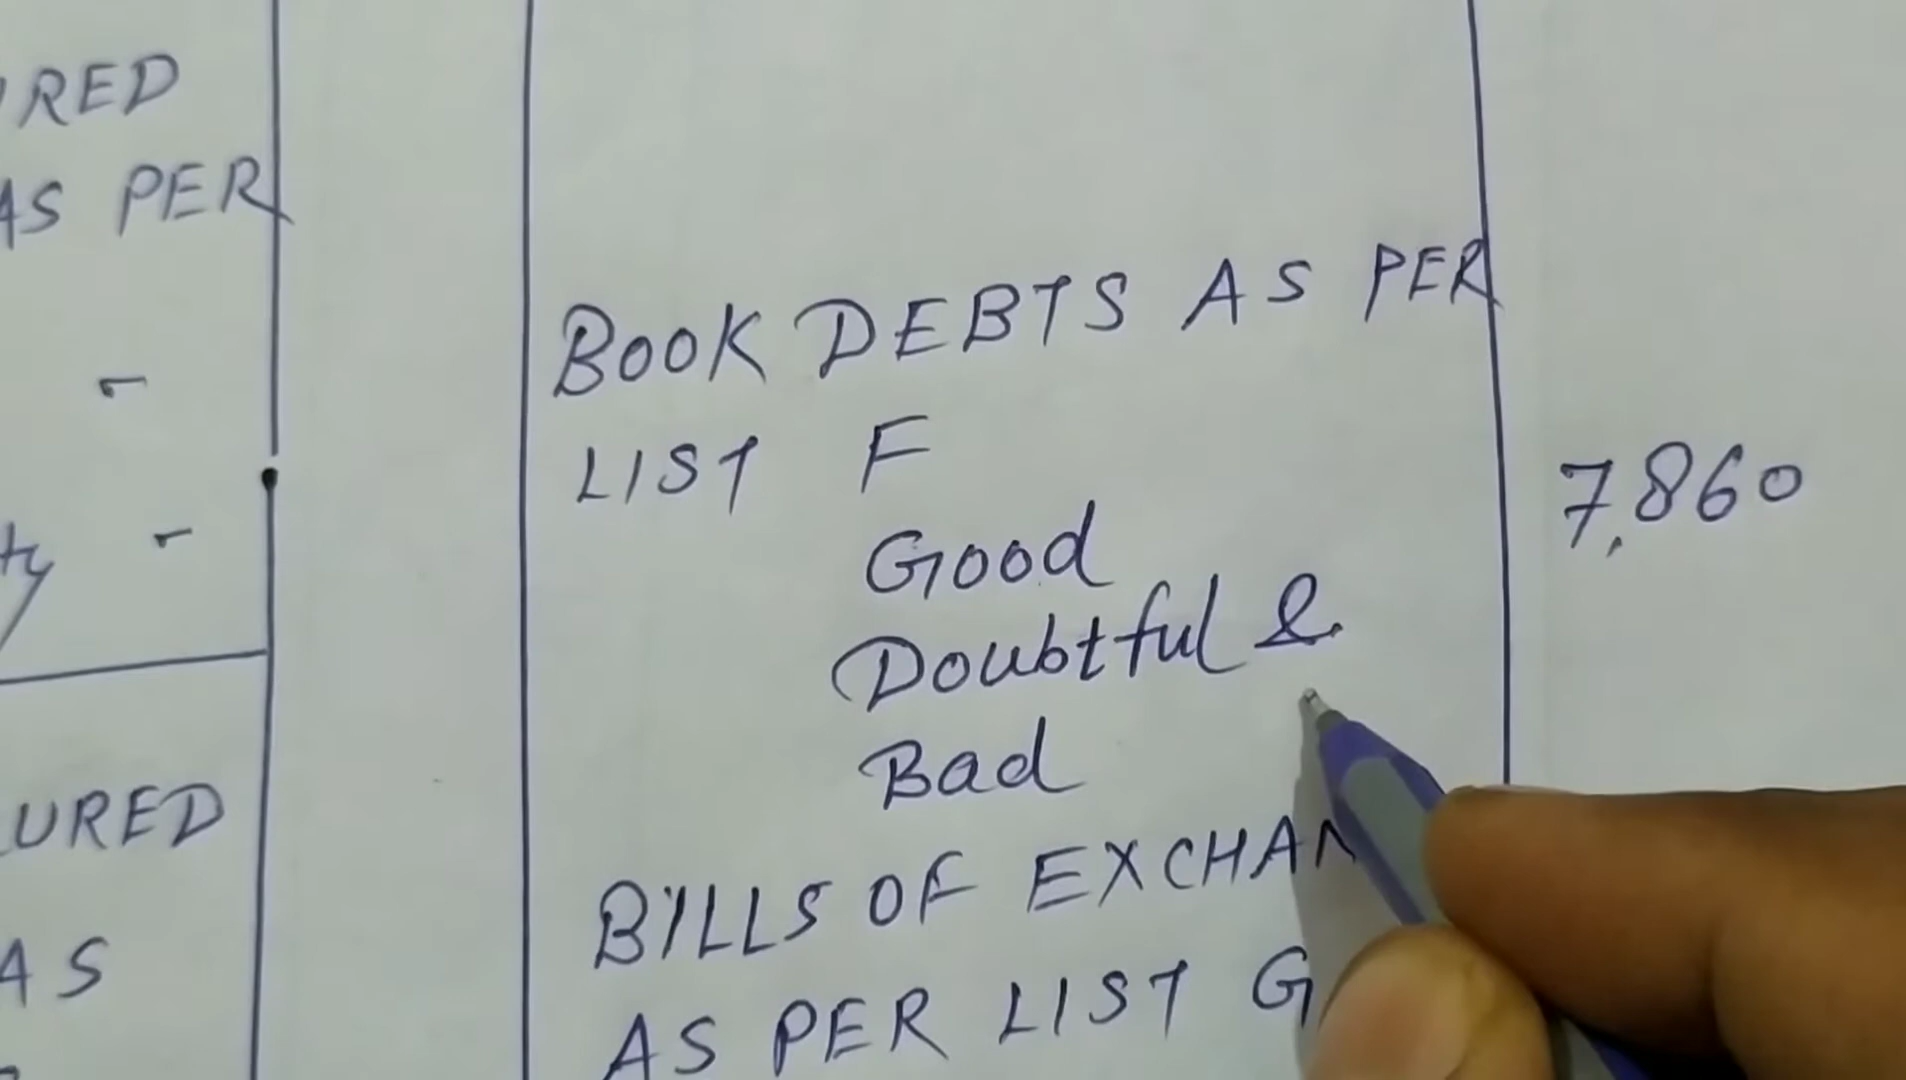 RED
AS PER
ty
URED
AS
BOOK DEBTS AS PER
LIST F
7,860
Good
Doubtful &
Bad
BILLS OF EXCHAN
AS PER LIST G